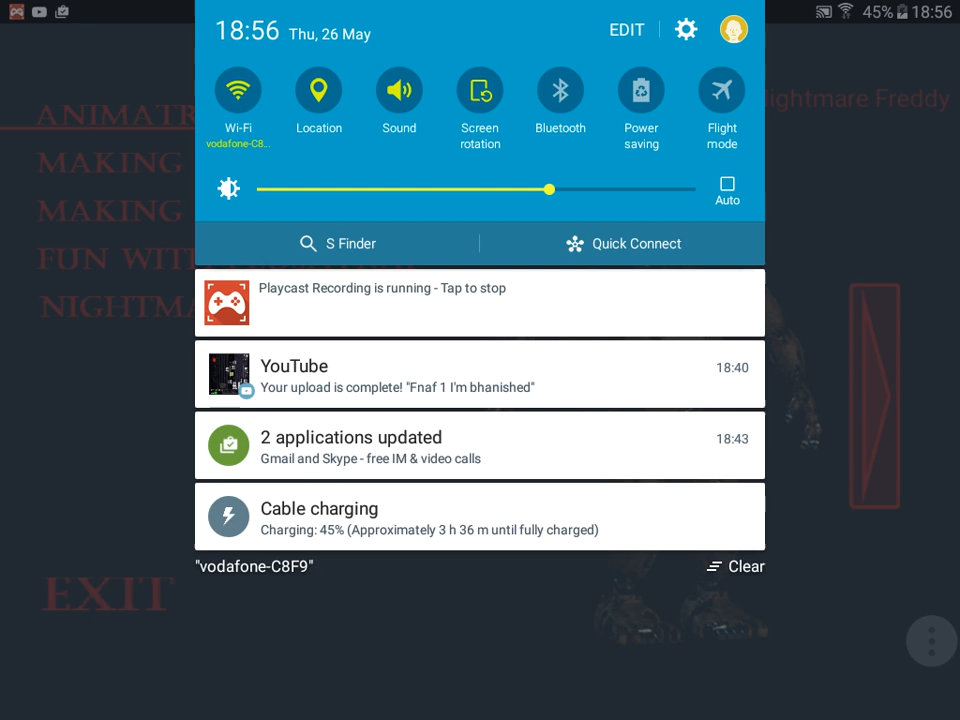 45% 18:56
18:56 Thu, 26 May
EDIT
Wi-Fi
vodafone-C8...
Location
Sound
Screen
rotation
Bluetooth
Power
saving
Flight
mode
Auto
S Finder
Quick Connect
ightmare Freddy
ANIMATR
MAKING
MAKING
FUN WITH
NIGHTMA
Playcast Recording is running - Tap to stop
YouTube 18:40
Your upload is complete! "Fnaf 1 I'm bhanished"
2 applications updated 18:43
Gmail and Skype - free IM & video calls
Cable charging
Charging: 45% (Approximately 3 h 36 m until fully charged)
"vodafone-C8F9"
Clear
EXIT